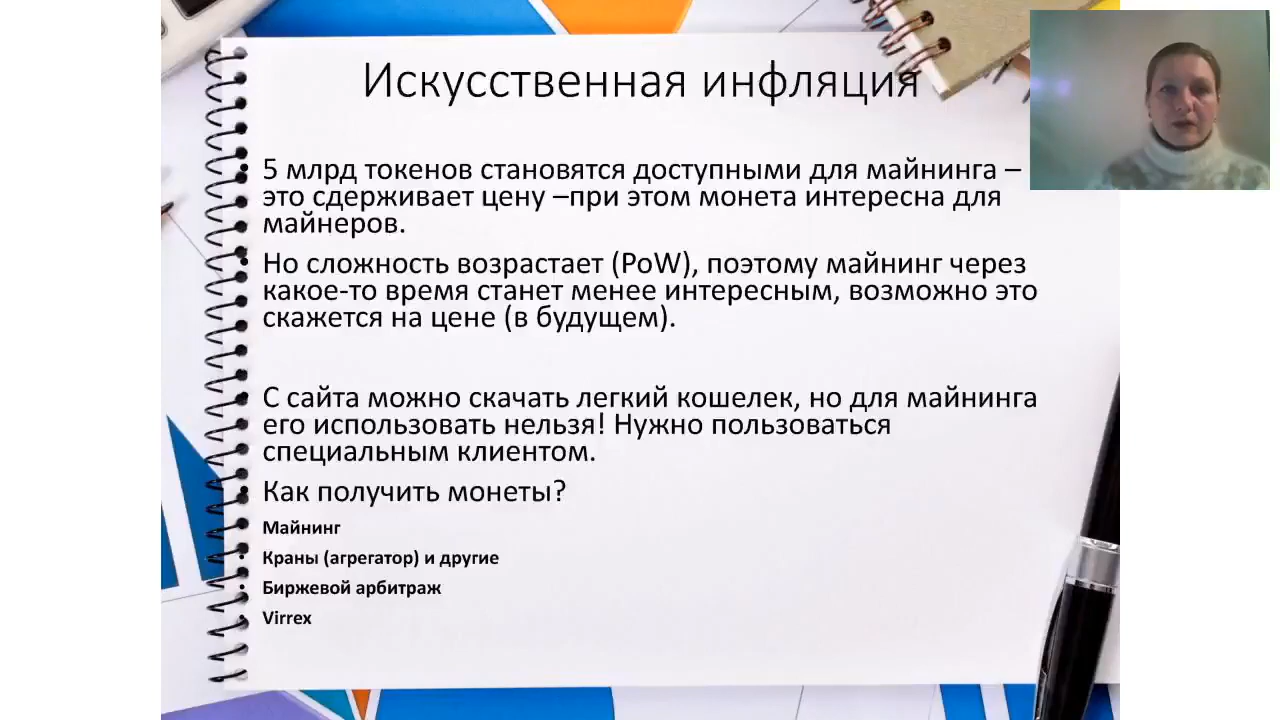 Искусственная инфляция
5 млрд токенов становятся доступными для майнинга –
это сдерживает цену –при этом монета интересна для
майнеров.
Но сложность возрастает (PoW), поэтому майнинг через
какое-то время станет менее интересным, возможно это
скажется на цене (в будущем).
С сайта можно скачать легкий кошелек, но для майнинга
его использовать нельзя! Нужно пользоваться
специальным клиентом.
Как получить монеты?
Майнинг
Краны (агрегатор) и другие
Биржевой арбитраж
Virrex